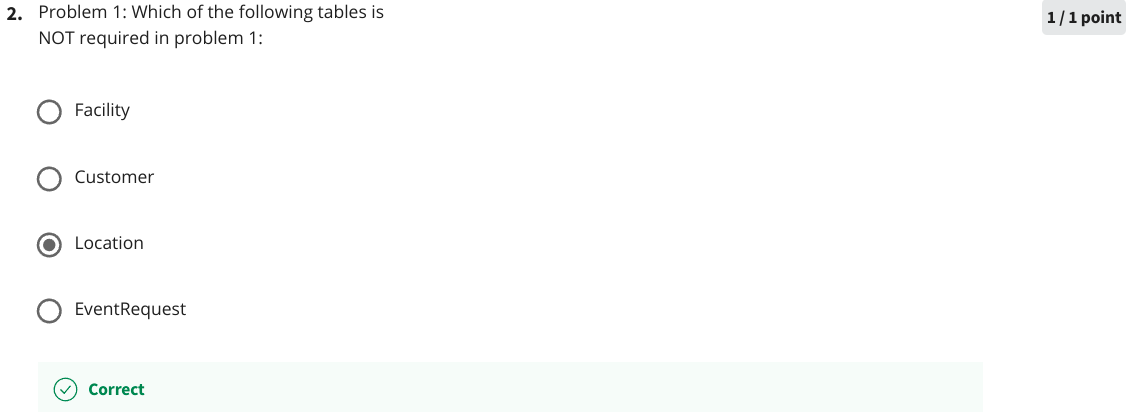 2. Problem 1: Which of the following tables is
1 / 1 point
NOT required in problem 1:
Facility
Customer
Location
EventRequest
Correct